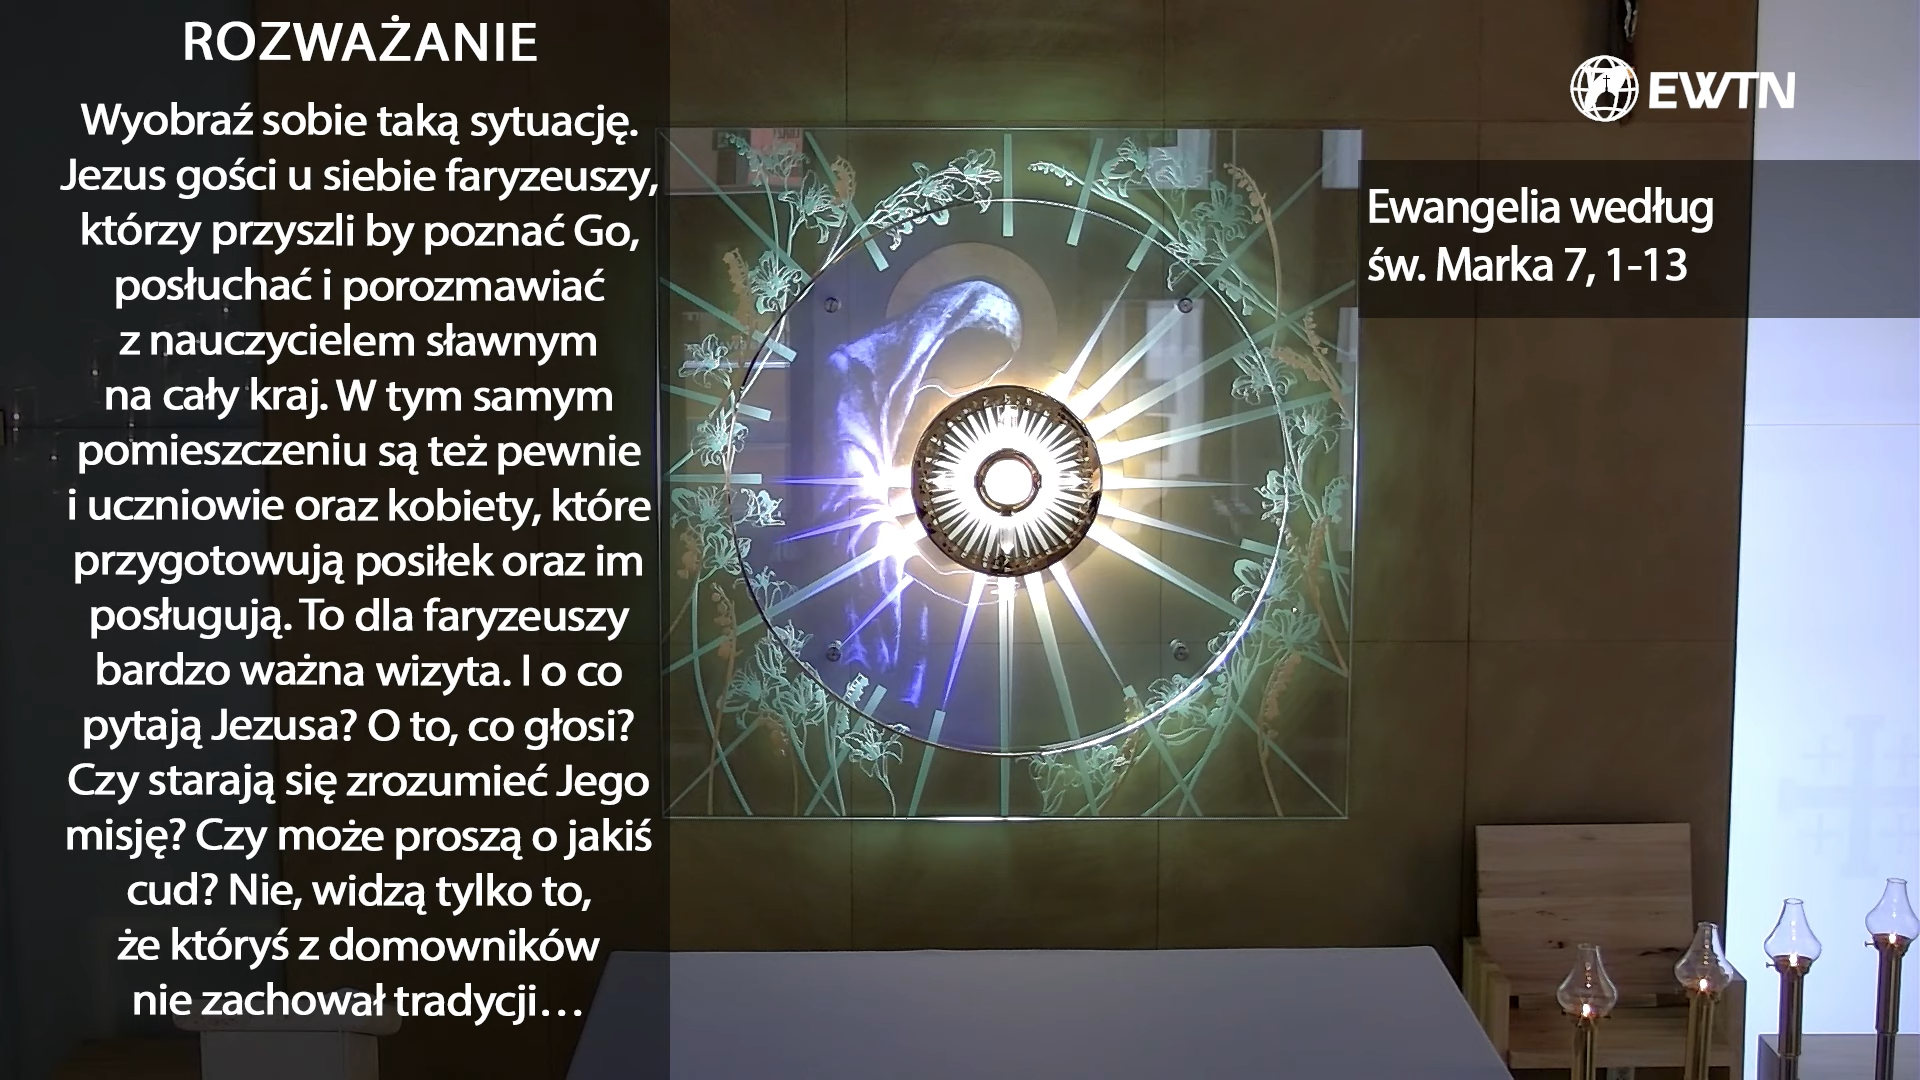 ROZWAŻANIE
Wyobraź sobie taką sytuację.
Jezus gości u siebie faryzeuszy,
którzy przyszli by poznać Go,
posłuchać i porozmawiać
z nauczycielem sławnym
na cały kraj. W tym samym
pomieszczeniu są też pewnie
i uczniowie oraz kobiety, które
przygotowują posiłek oraz im
posługują. To dla faryzeuszy
bardzo ważna wizyta. I o co
pytają Jezusa? O to, co głosi?
Czy starają się zrozumieć Jego
misję? Czy może proszą o jakiś
cud? Nie, widzą tylko to,
że któryś z domowników
nie zachował tradycji…
EWTN
Ewangelia według
św. Marka 7, 1-13